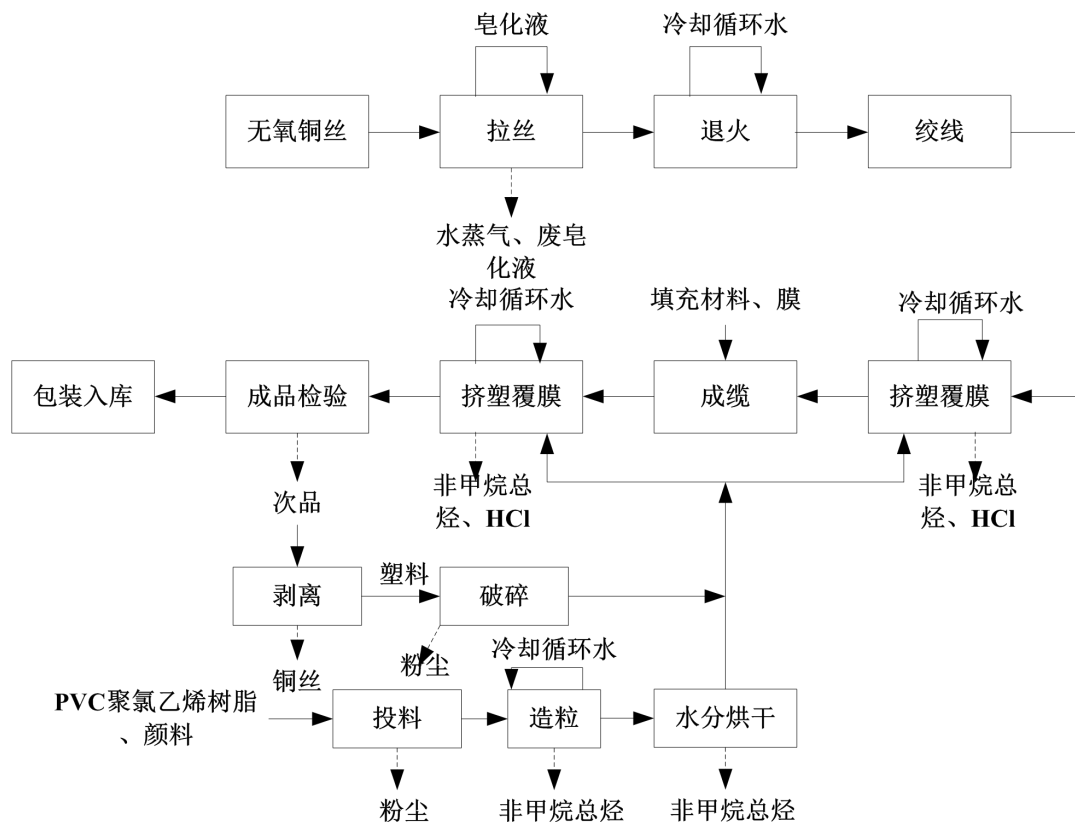 皂化液
冷却循环水
无氧铜丝
拉丝
退火
绞线
水蒸气、废皂
化液
冷却循环水
填充材料、膜
冷却循环水
包装入库
成品检验
挤塑覆膜
成缆
挤塑覆膜
次品
非甲烷总
烃、HCl
非甲烷总
烃、HCl
剥离
塑料
破碎
铜丝
粉尘
冷却循环水
PVC聚氯乙烯树脂
、颜料
投料
造粒
水分烘干
粉尘
非甲烷总烃
非甲烷总烃